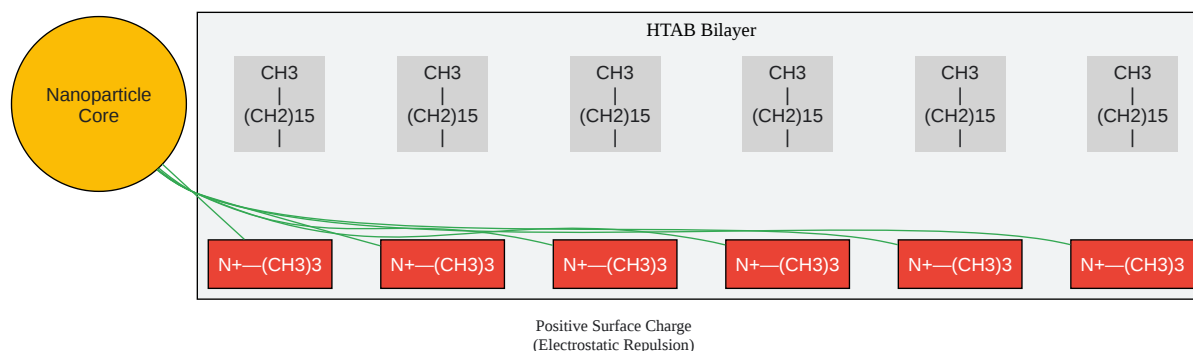 HTAB Bilayer
Nanoparticle
Core
CH3
|
(CH2)15
|
CH3
|
(CH2)15
|
CH3
|
(CH2)15
|
CH3
|
(CH2)15
|
CH3
|
(CH2)15
|
CH3
|
(CH2)15
|
N+—(CH3)3
N+—(CH3)3
N+—(CH3)3
N+—(CH3)3
N+—(CH3)3
N+—(CH3)3
Positive Surface Charge
(Electrostatic Repulsion)